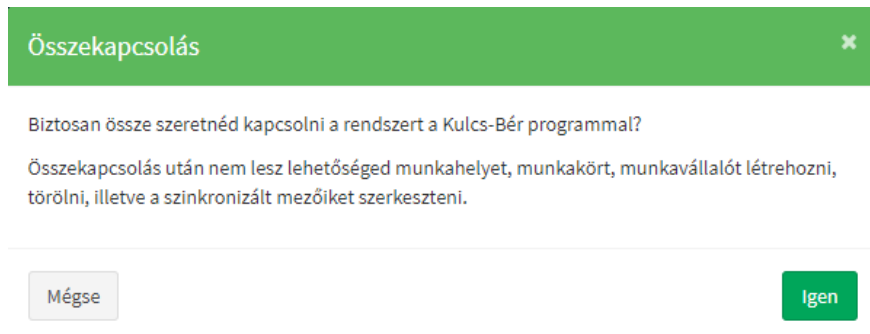 Összekapcsolás
Biztosan össze szeretnéd kapcsolni a rendszert a Kulcs-Bér programmal?
Összekapcsolás után nem lesz lehetőséged munkahelyet, munkakört, munkavállalót létrehozni,
törölni, illetve a szinkronizált mezőiket szerkeszteni.
Mégse
Igen